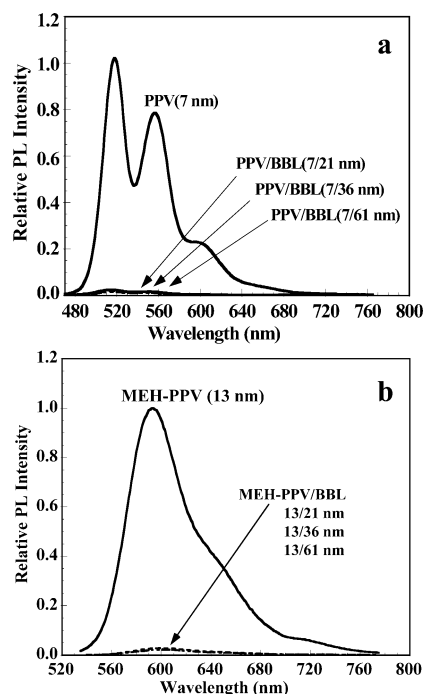 a
Relative PL Intensity
1.2
1.0
0.8
0.6
0.4
0.2
0.0
PPV(7 nm)
PPV/BBL(7/21 nm)
PPV/BBL(7/36 nm)
PPV/BBL(7/61 nm)
480 520 560 600 640 680 720 760 800
Wavelength (nm)
b
Relative PL Intensity
1.2
1.0
0.8
0.6
0.4
0.2
0.0
MEH-PPV (13 nm)
MEH-PPV/BBL
13/21 nm
13/36 nm
13/61 nm
520 560 600 640 680 720 760 800
Wavelength (nm)